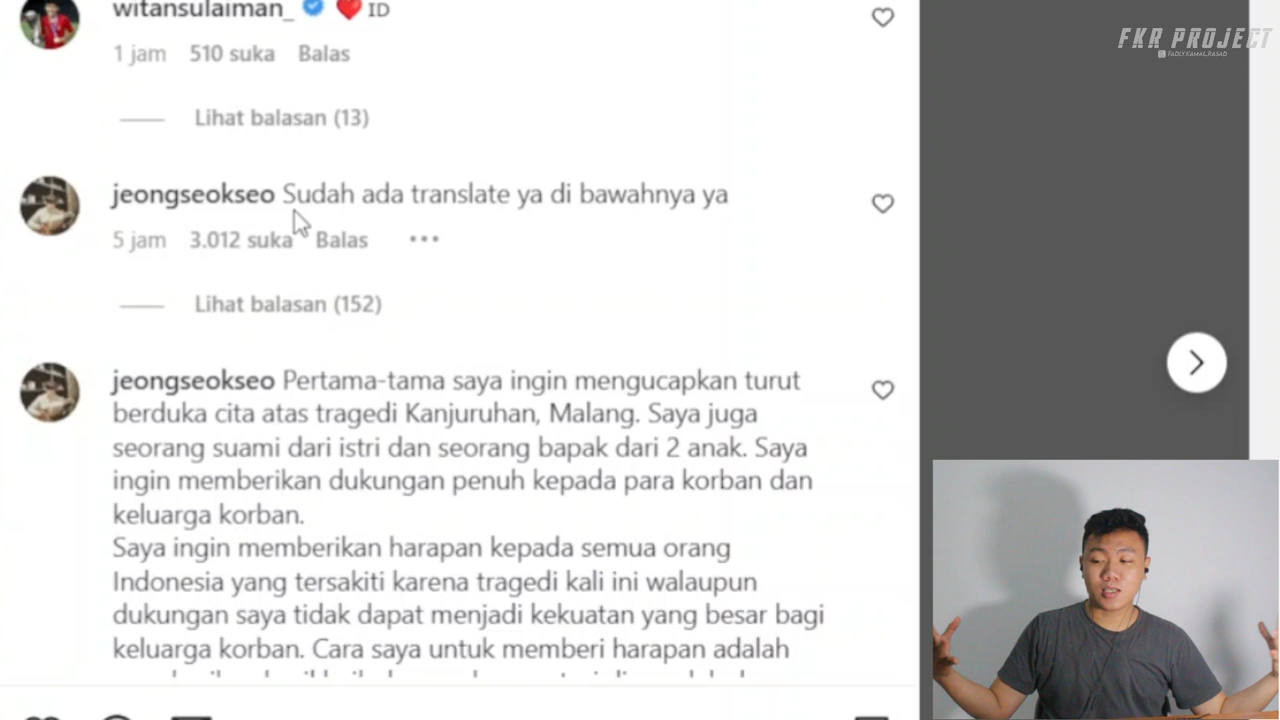 witansulaiman_ ID
FKR PROJECT
FADLY.KAMAL_RASAD
1 jam 510 suka Balas
Lihat balasan (13)
jeongseokseo Sudah ada translate ya di bawahnya ya
5 jam 3.012 suka Balas ...
Lihat balasan (152)
jeongseokseo Pertama-tama saya ingin mengucapkan turut
berduka cita atas tragedi Kanjuruhan, Malang. Saya juga
seorang suami dari istri dan seorang bapak dari 2 anak. Saya
ingin memberikan dukungan penuh kepada para korban dan
keluarga korban.
Saya ingin memberikan harapan kepada semua orang
Indonesia yang tersakiti karena tragedi kali ini walaupun
dukungan saya tidak dapat menjadi kekuatan yang besar bagi
keluarga korban. Cara saya untuk memberi harapan adalah